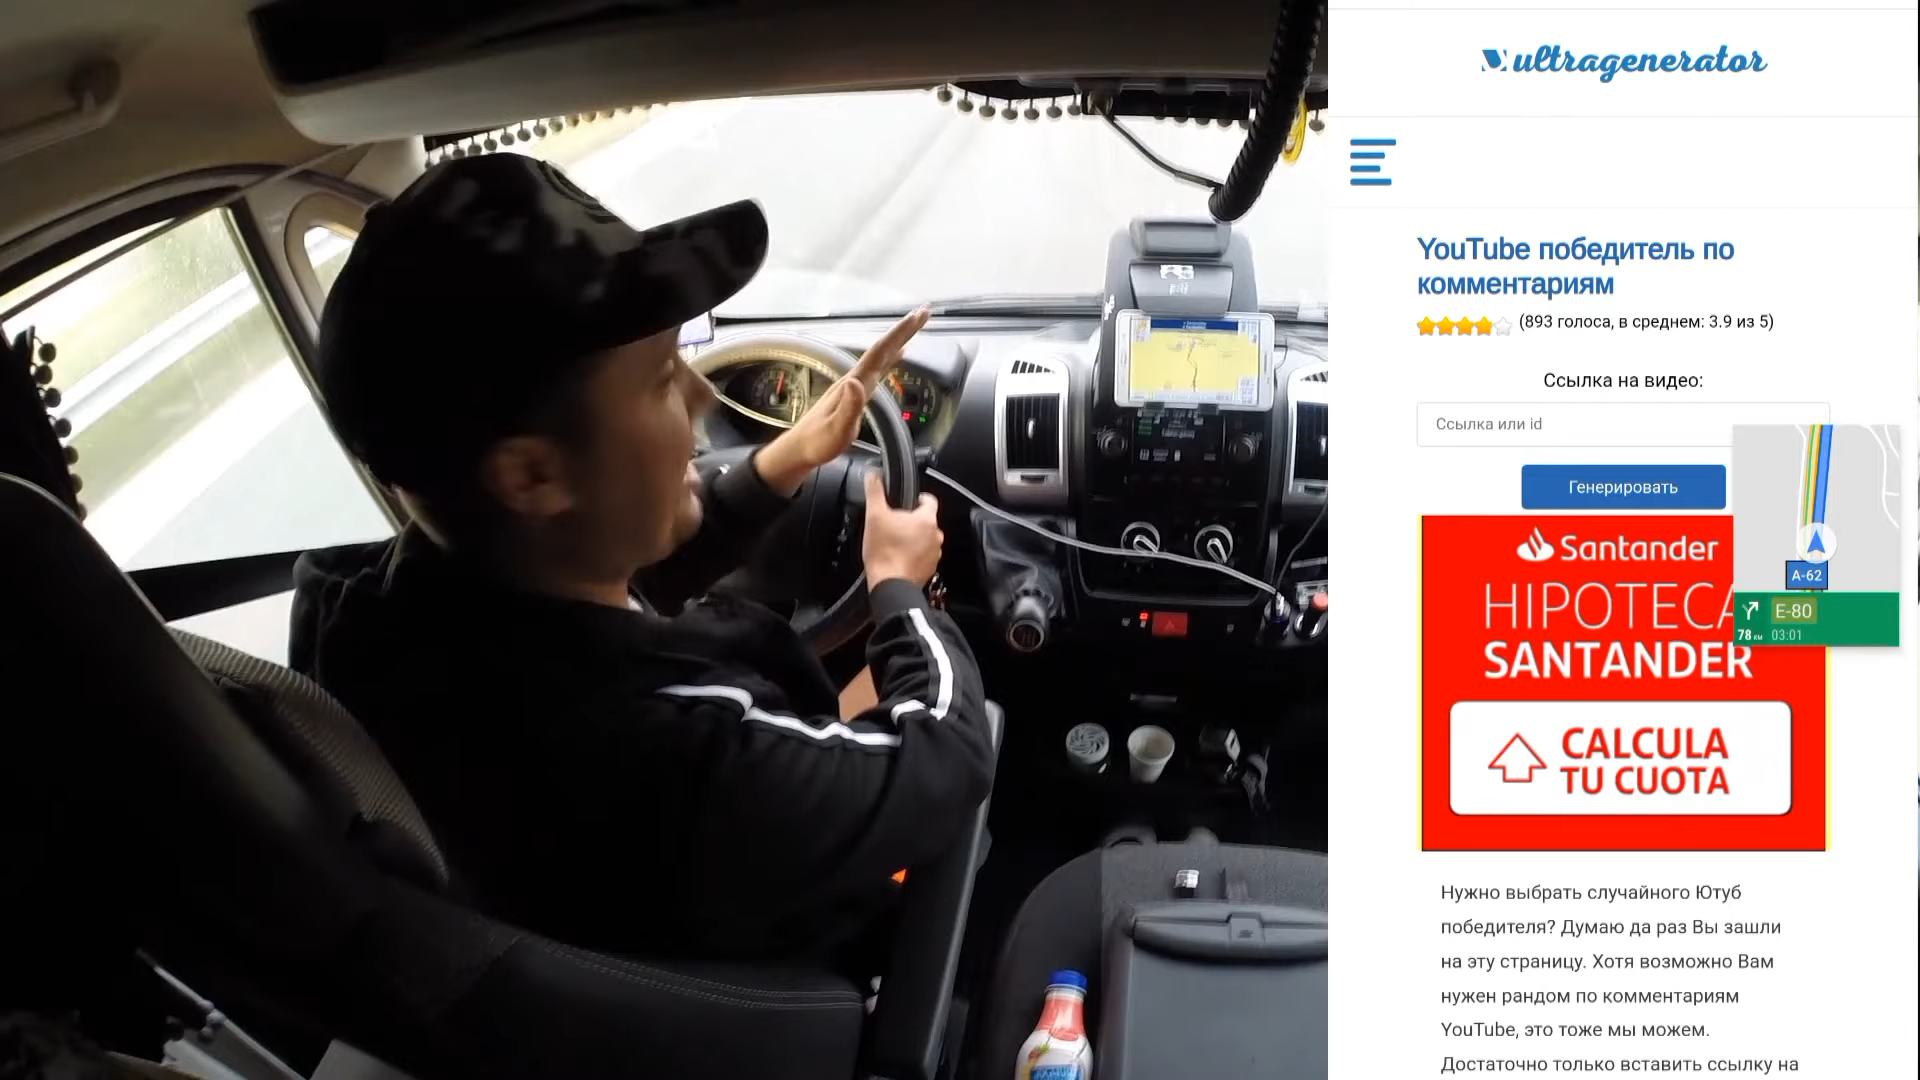 ultragenerator
YouTube победитель по
комментариям
(893 голоса, в среднем: 3.9 из 5)
Ссылка на видео:
Ссылка или id
Генерировать
A-62
E-80
78 км 03:01
Santander
HIPOTECA
SANTANDER
CALCULA
TU CUOTA
Нужно выбрать случайного Ютуб
победителя? Думаю да раз Вы зашли
на эту страницу. Хотя возможно Вам
нужен рандом по комментариям
YouTube, это тоже мы можем.
Достаточно только вставить ссылку на